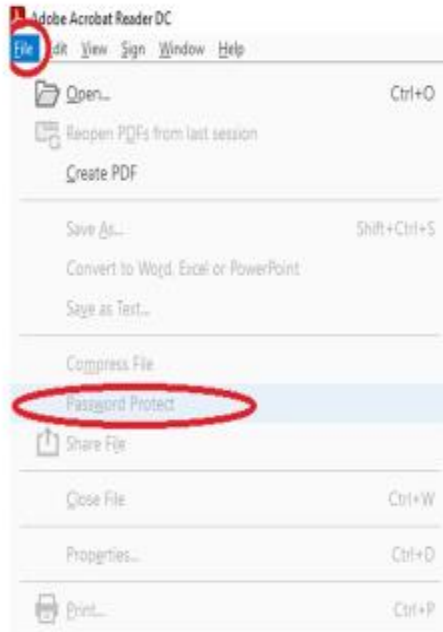 Adobe Acrobat Reader DC
File Edit View Sign Window Help
Open... Ctrl+O
Reopen PDFs from last session
Create PDF
Save As... Shift+Ctrl+S
Convert to Word, Excel or PowerPoint
Save as Text...
Compress File
Password Protect
Share File
Close File Ctrl+W
Properties... Ctrl+D
Print... Ctrl+P